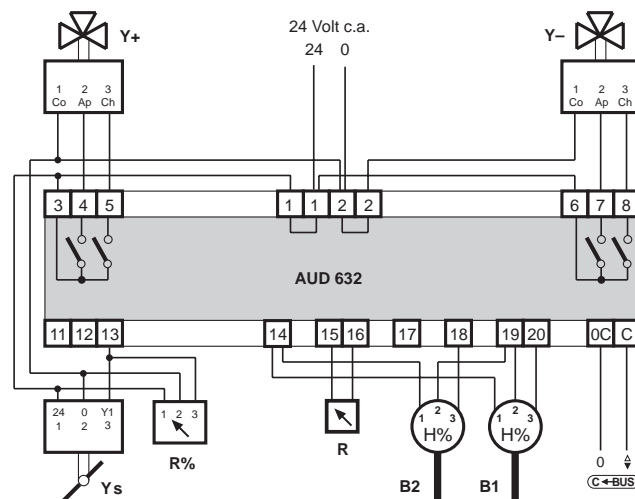 24 Volt c.a.
Y+
Y–
24 0
1 2 3
Co Ap Ch
1 2 3
Co Ap Ch
3 4 5 1 1 2 2 6 7 8
AUD 632
11 12 13 14 15 16 17 18 19 20 0C C
24 0 Y1
1 2 3
1 2 3
1 2 3
H%
1 2 3
H%
R%
R
B2
B1
Ys
0
C BUS